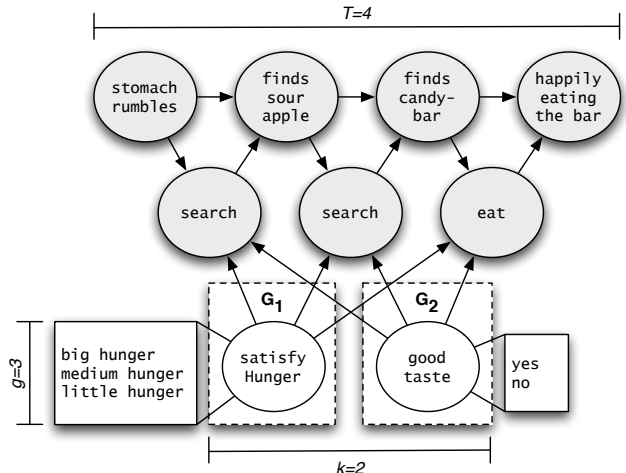 T=4
stomach
rumbles
finds
sour
apple
finds
candy-
bar
happily
eating
the bar
search
search
eat
G1
G2
g=3
big hunger
medium hunger
little hunger
satisfy
Hunger
good
taste
yes
no
k=2